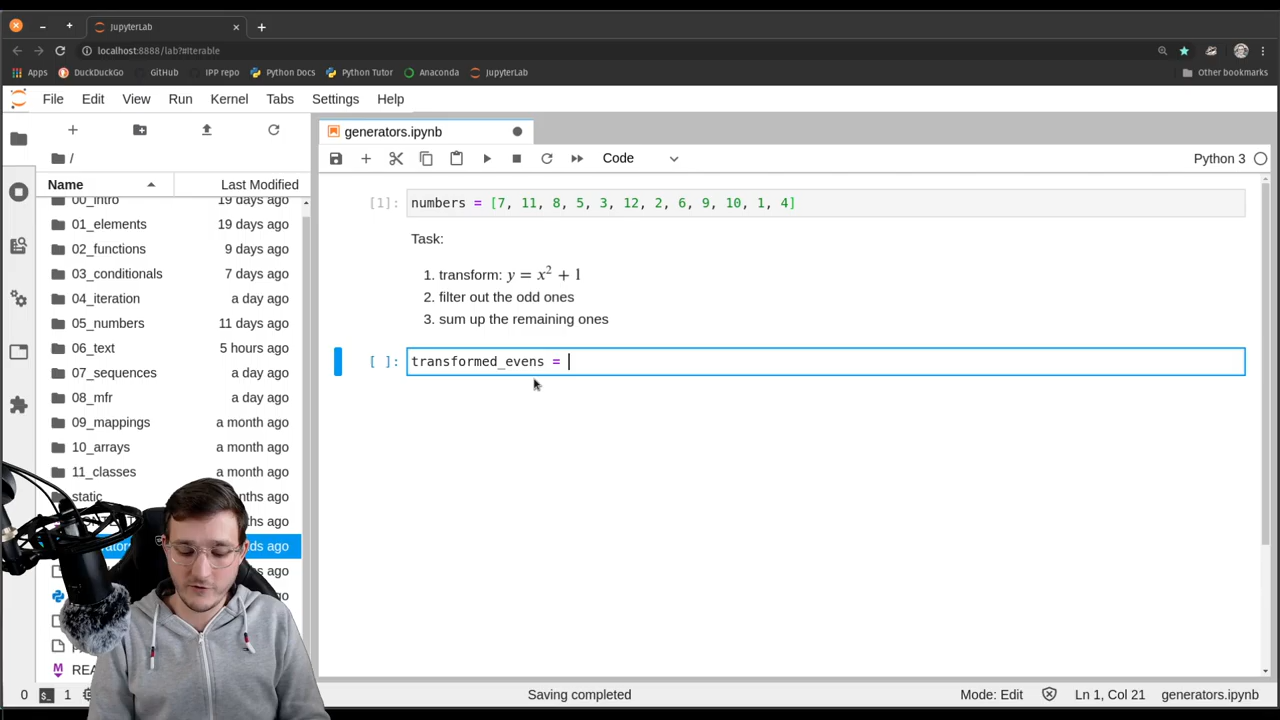 JupyterLab
localhost:8888/lab?#Iterable
Apps DuckDuckGo GitHub IPP repo Python Docs Python Tutor Anaconda JupyterLab Other bookmarks
File Edit View Run Kernel Tabs Settings Help
generators.ipynb
/
Code
Python 3
Name Last Modified
00_intro 19 days ago
01_elements 19 days ago
02_functions 9 days ago
03_conditionals 7 days ago
04_iteration a day ago
05_numbers 11 days ago
06_text 5 hours ago
07_sequences a day ago
08_mfr a day ago
09_mappings a month ago
10_arrays a month ago
11_classes a month ago
static
ago
ago
ago
[1]: numbers = [7, 11, 8, 5, 3, 12, 2, 6, 9, 10, 1, 4]
Task:
1. transform: y = x² + 1
2. filter out the odd ones
3. sum up the remaining ones
[ ]: transformed_evens =
0 1 Saving completed Mode: Edit Ln 1, Col 21 generators.ipynb